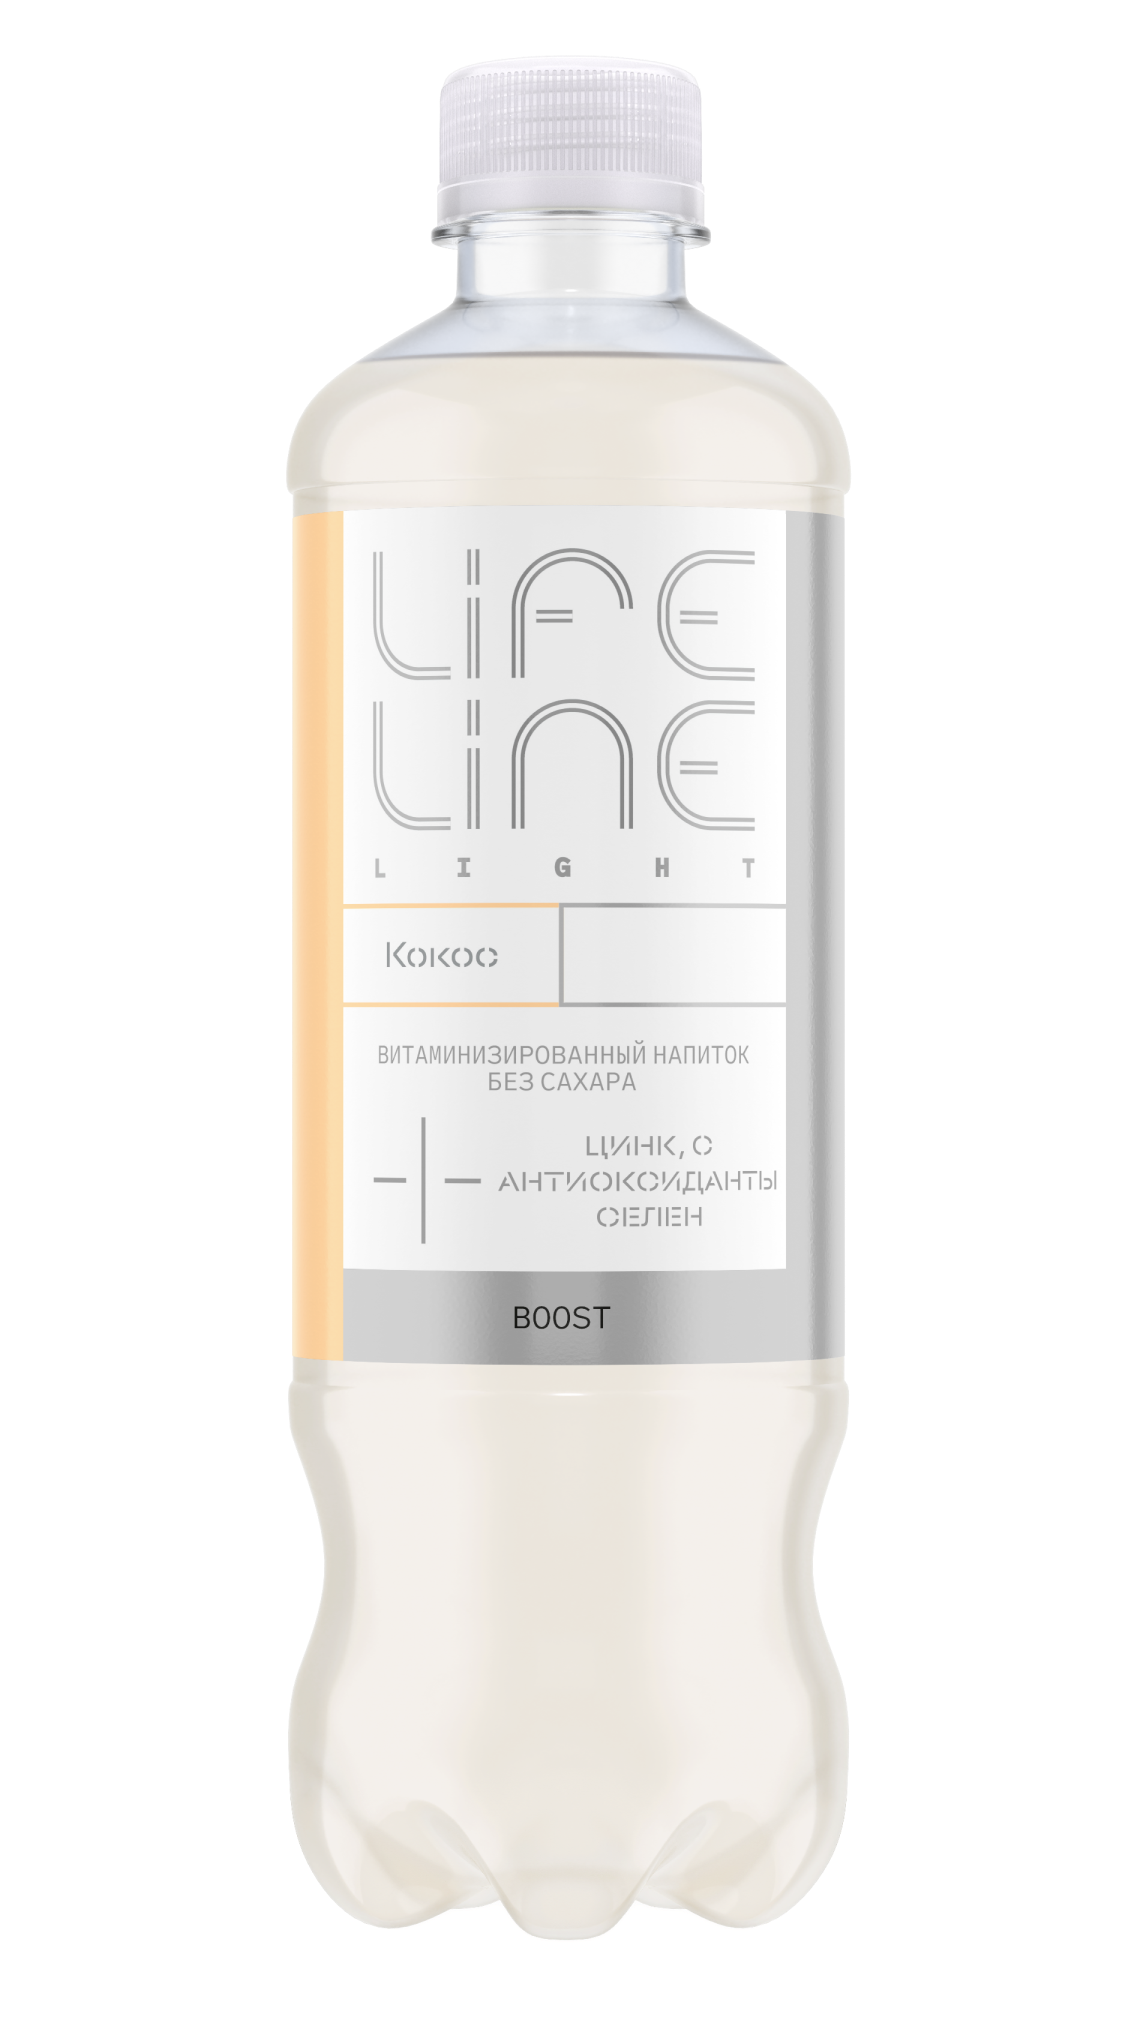 LIFE
LINE
LIGHT
Кокос
ВИТАМИНИЗИРОВАННЫЙ НАПИТОК
БЕЗ САХАРА
ЦИНК, С
АНТИОКСИДАНТЫ
СЕЛЕН
BOOST